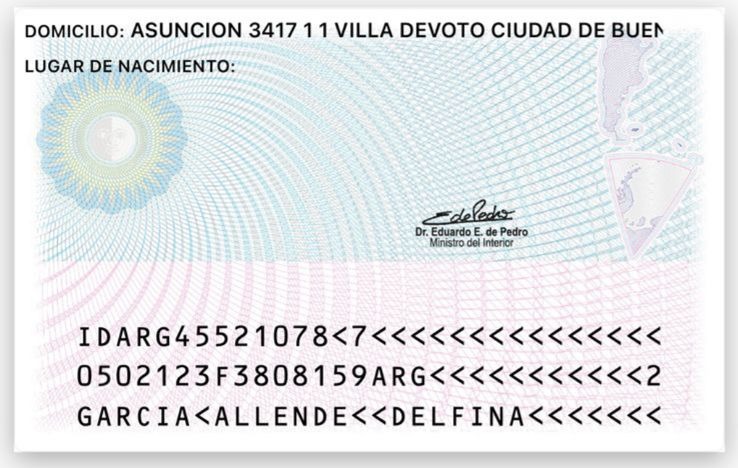 DOMICILIO: ASUNCION 3417 1 1 VILLA DEVOTO CIUDAD DE BUEN
LUGAR DE NACIMIENTO:
Dr. Eduardo E. de Pedro
Ministro del Interior
IDARG45521078<7<<<<<<<<<<<<<<<
0502123F3808159ARG<<<<<<<<<<<2
GARCIA<ALLENDE<<DELFINA<<<<<<<